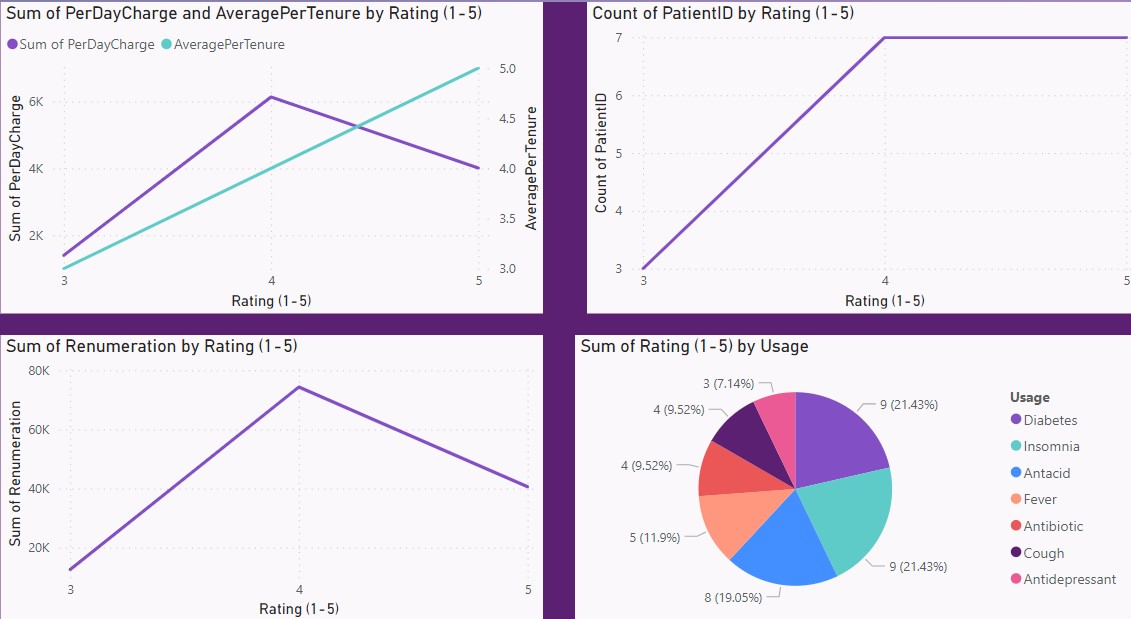 Sum of PerDayCharge and AveragePerTenure by Rating (1-5)
Sum of PerDayCharge AveragePerTenure
Sum of PerDayCharge
6K
4K
2K
5.0
4.5
4.0
3.5
3.0
AveragePerTenure
3 4 5
Rating (1-5)
Count of PatientID by Rating (1-5)
Count of PatientID
7
6
5
4
3
3 4 5
Rating (1-5)
Sum of Renumeration by Rating (1-5)
Sum of Renumeration
80K
60K
40K
20K
3 4 5
Rating (1-5)
Sum of Rating (1-5) by Usage
3 (7.14%)
4 (9.52%)
4 (9.52%)
5 (11.9%)
8 (19.05%)
9 (21.43%)
9 (21.43%)
Usage
Diabetes
Insomnia
Antacid
Fever
Antibiotic
Cough
Antidepressant